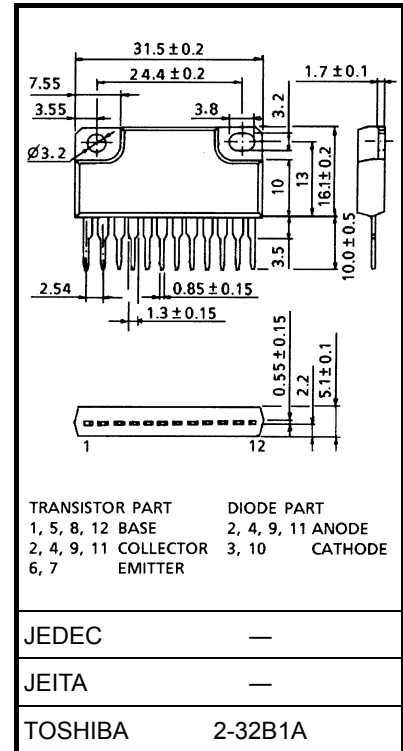 31.5±0.2
24.4±0.2
1.7±0.1
7.55
3.55
3.8
3.2
Ø3.2
10
13
16.1±0.2
3.5
10.0±0.5
2.54
0.85±0.15
1.3±0.15
0.55±0.15
2.2
5.1±0.1
1
12
TRANSISTOR PART
1, 5, 8, 12 BASE
2, 4, 9, 11 COLLECTOR
6, 7 EMITTER
DIODE PART
2, 4, 9, 11 ANODE
3, 10 CATHODE
JEDEC —
JEITA —
TOSHIBA 2-32B1A